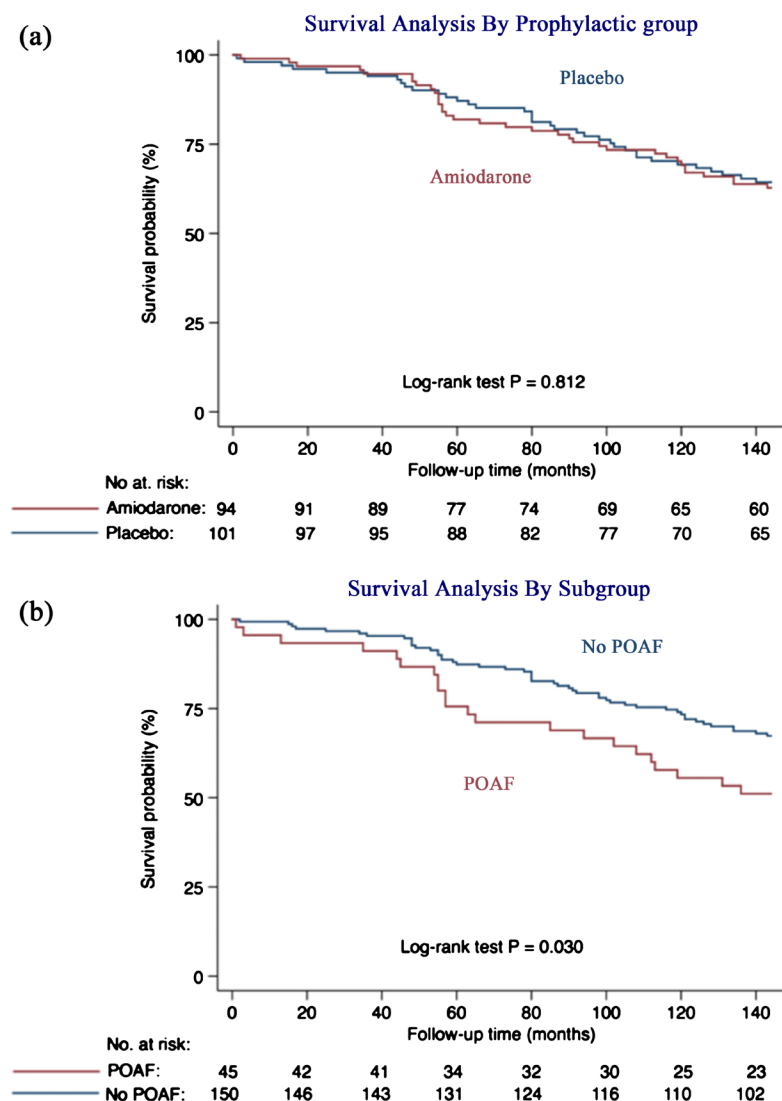 (a)
Survival Analysis By Prophylactic group
Placebo
Amiodarone
Survival probability (%)
100
75
50
25
0
Log-rank test P = 0.812
0 20 40 60 80 100 120 140
Follow-up time (months)
No at. risk:
Amiodarone: 94 91 89 77 74 69 65 60
Placebo: 101 97 95 88 82 77 70 65
(b)
Survival Analysis By Subgroup
No POAF
POAF
Survival probability (%)
100
75
50
25
0
Log-rank test P = 0.030
0 20 40 60 80 100 120 140
Follow-up time (months)
No. at risk:
POAF: 45 42 41 34 32 30 25 23
No POAF: 150 146 143 131 124 116 110 102